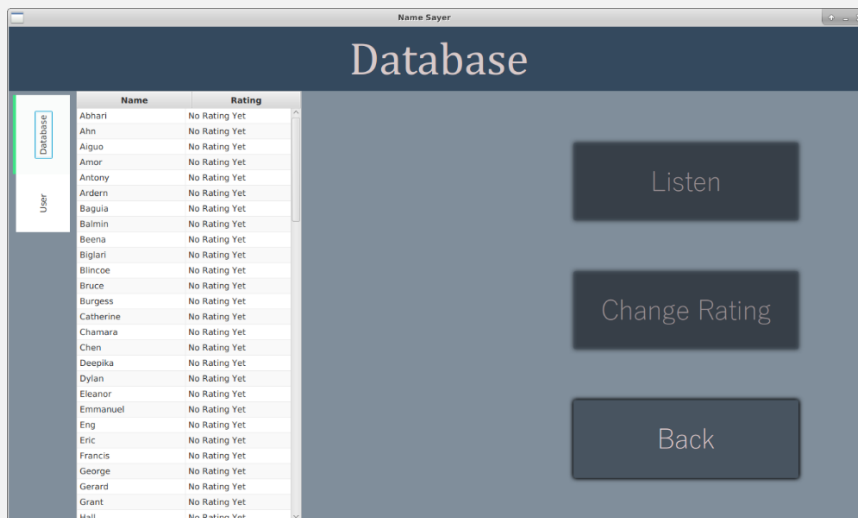 Name Sayer
Database
Database
User
Name Rating
Abhari No Rating Yet
Ahn No Rating Yet
Aiguo No Rating Yet
Amor No Rating Yet
Antony No Rating Yet
Ardern No Rating Yet
Baguia No Rating Yet
Balmin No Rating Yet
Beena No Rating Yet
Biglari No Rating Yet
Blincoe No Rating Yet
Bruce No Rating Yet
Burgess No Rating Yet
Catherine No Rating Yet
Chamara No Rating Yet
Chen No Rating Yet
Deepika No Rating Yet
Dylan No Rating Yet
Eleanor No Rating Yet
Emmanuel No Rating Yet
Eng No Rating Yet
Eric No Rating Yet
Francis No Rating Yet
George No Rating Yet
Gerard No Rating Yet
Grant No Rating Yet
Hall No Rating Yet
Listen
Change Rating
Back